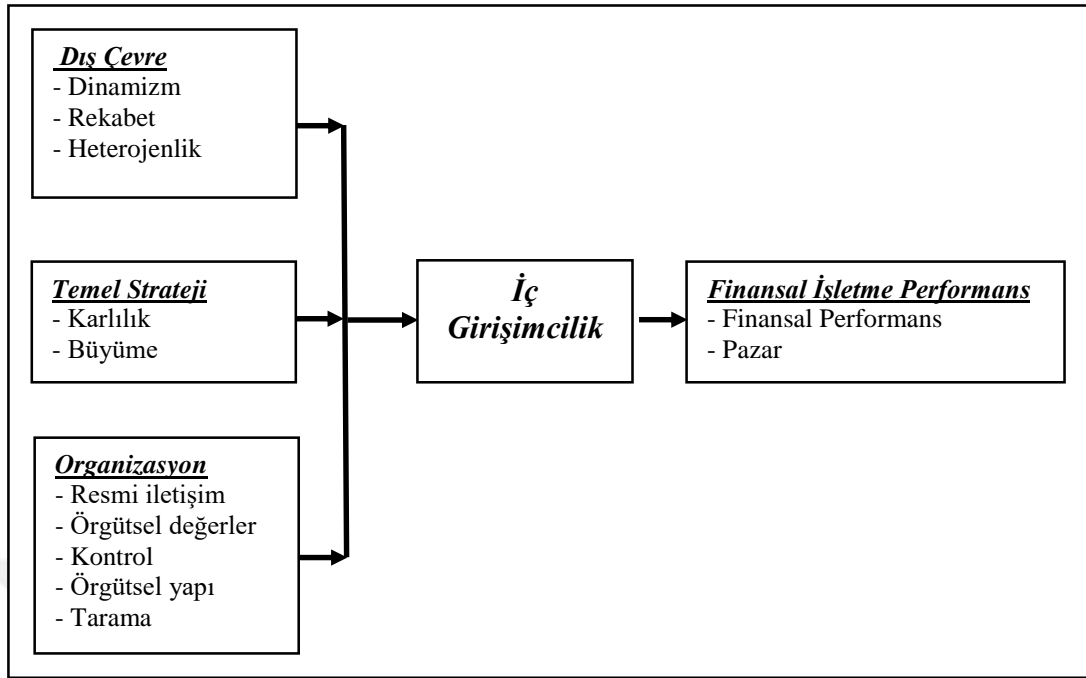 Dış Çevre
- Dinamizm
- Rekabet
- Heterojenlik
Temel Strateji
- Karlılık
- Büyüme
Organizasyon
- Resmi iletişim
- Örgütsel değerler
- Kontrol
- Örgütsel yapı
- Tarama
İç
Girişimcilik
Finansal İşletme Performans
- Finansal Performans
- Pazar